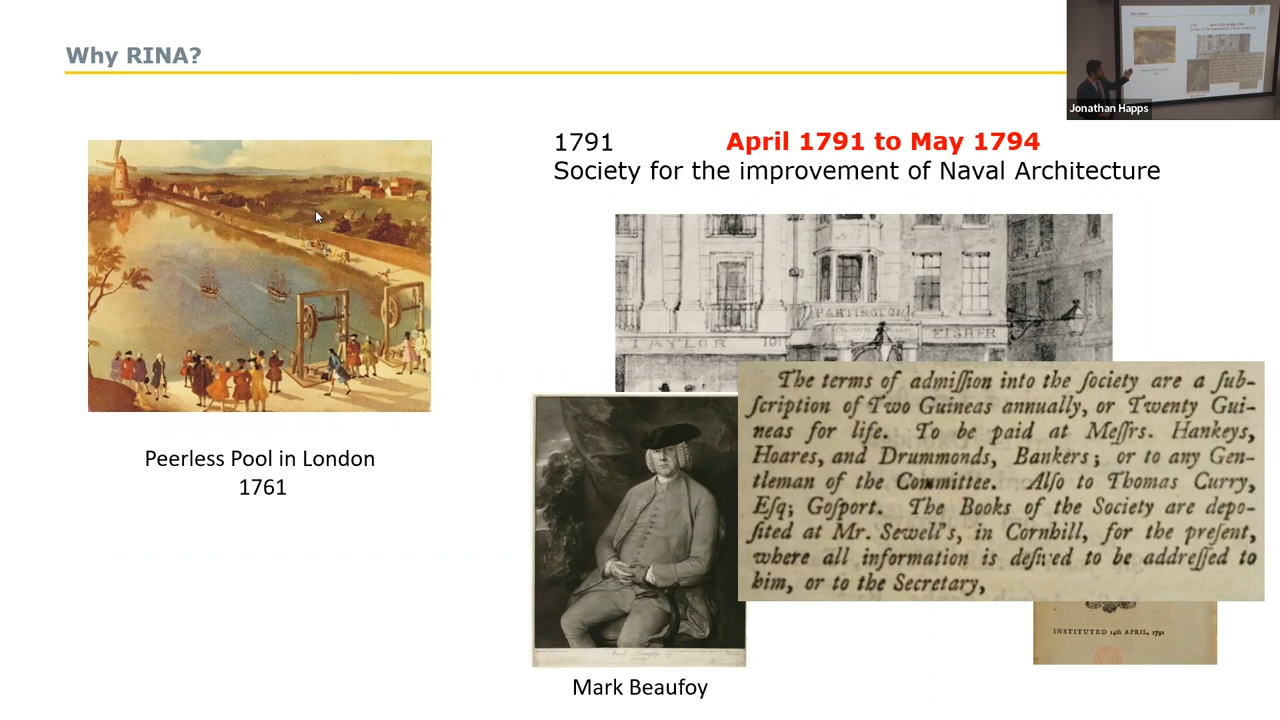 Why RINA?
Jonathan Happs
1791 April 1791 to May 1794
Society for the improvement of Naval Architecture
PARTINGTON
TAYLOR 191
FISHER
The terms of admiſſion into the ſociety are a ſub-
ſcription of Two Guineas annually, or Twenty Gui-
neas for life. To be paid at Meſſrs. Hankeys,
Hoares, and Drummonds, Bankers; or to any Gen-
tleman of the Committee. Alſo to Thomas Curry,
Eſq; Goſport. The Books of the Society are depo-
ſited at Mr. Sewell's, in Cornhill, for the preſent,
where all information is deſired to be addreſſed to
him, or to the Secretary,
Peerless Pool in London
1761
INSTITUTED 14th APRIL, 1791
Mark Beaufoy